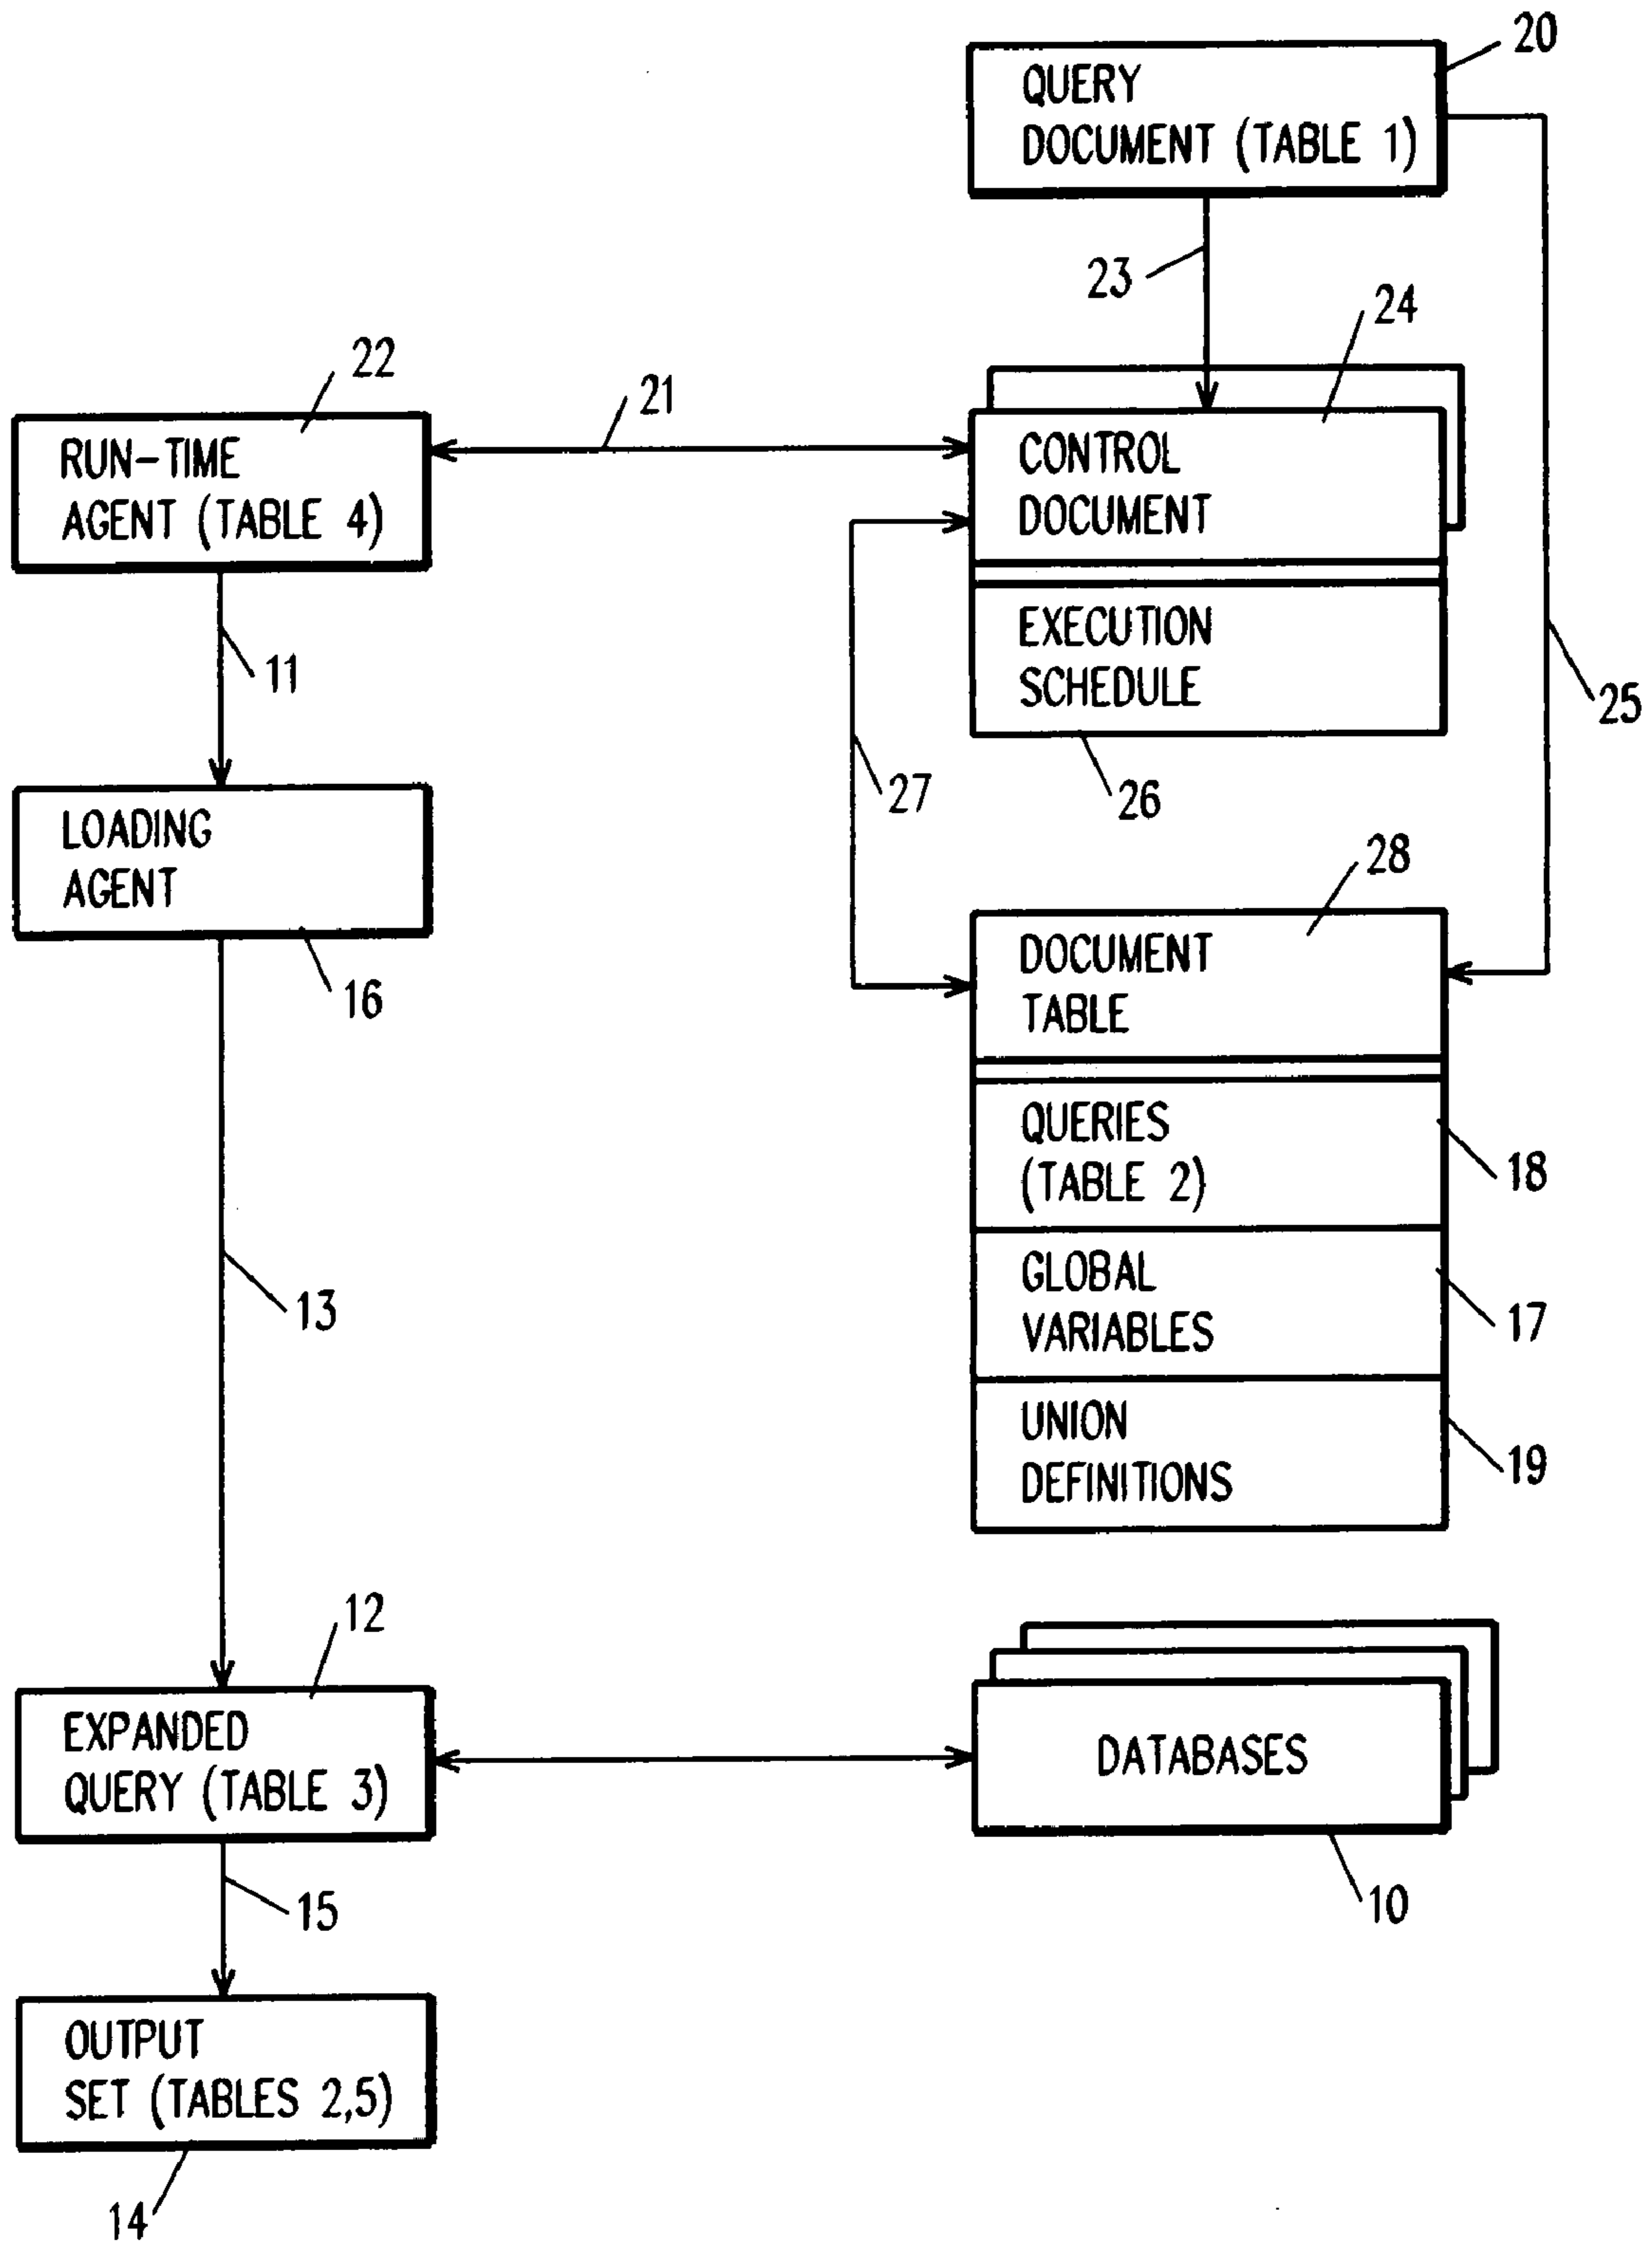 20
QUERY
DOCUMENT (TABLE 1)
23
24
22
21
RUN-TIME
AGENT (TABLE 4)
CONTROL
DOCUMENT
11
EXECUTION
SCHEDULE
25
27
26
LOADING
AGENT
16
28
DOCUMENT
TABLE
QUERIES
(TABLE 2)
18
13
GLOBAL
VARIABLES
17
UNION
DEFINITIONS
19
12
EXPANDED
QUERY (TABLE 3)
DATABASES
15
10
OUTPUT
SET (TABLES 2,5)
14